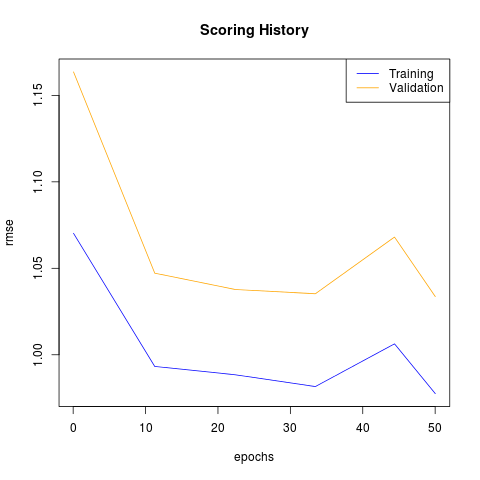 Scoring History
Training
Validation
rmse
1.15
1.10
1.05
1.00
0 10 20 30 40 50
epochs